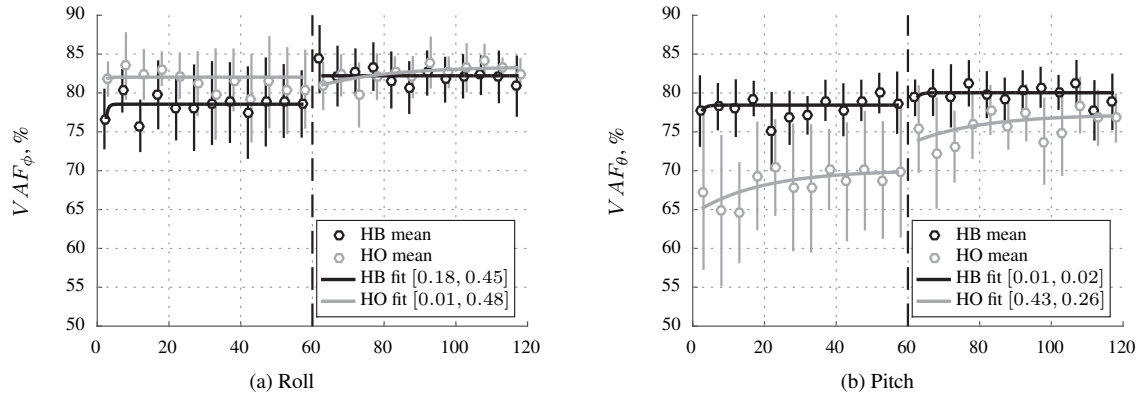 90
85
80
75
70
65
60
55
50
VAFϕ, %
HB mean
HO mean
HB fit [0.18, 0.45]
HO fit [0.01, 0.48]
0 20 40 60 80 100 120
(a) Roll
90
85
80
75
70
65
60
55
50
VAFθ, %
HB mean
HO mean
HB fit [0.01, 0.02]
HO fit [0.43, 0.26]
0 20 40 60 80 100 120
(b) Pitch